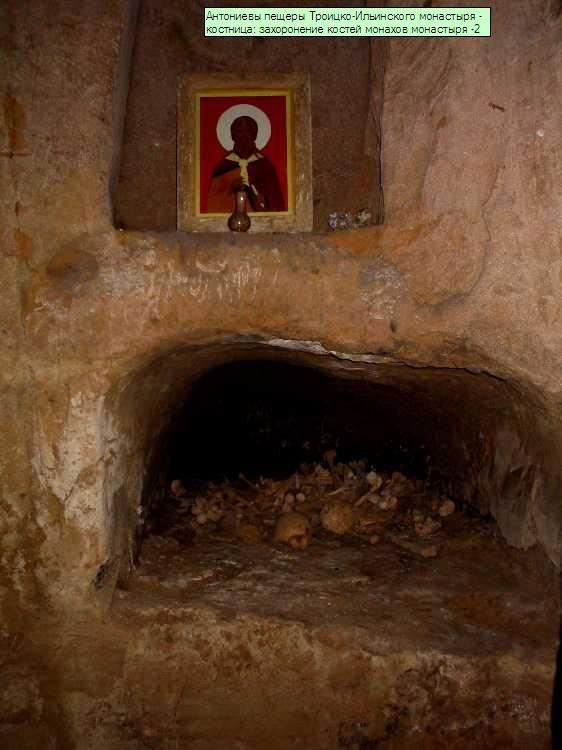 Антониевы пещеры Троицко-Ильинского монастыря -
костница: захоронение костей монахов монастыря -2